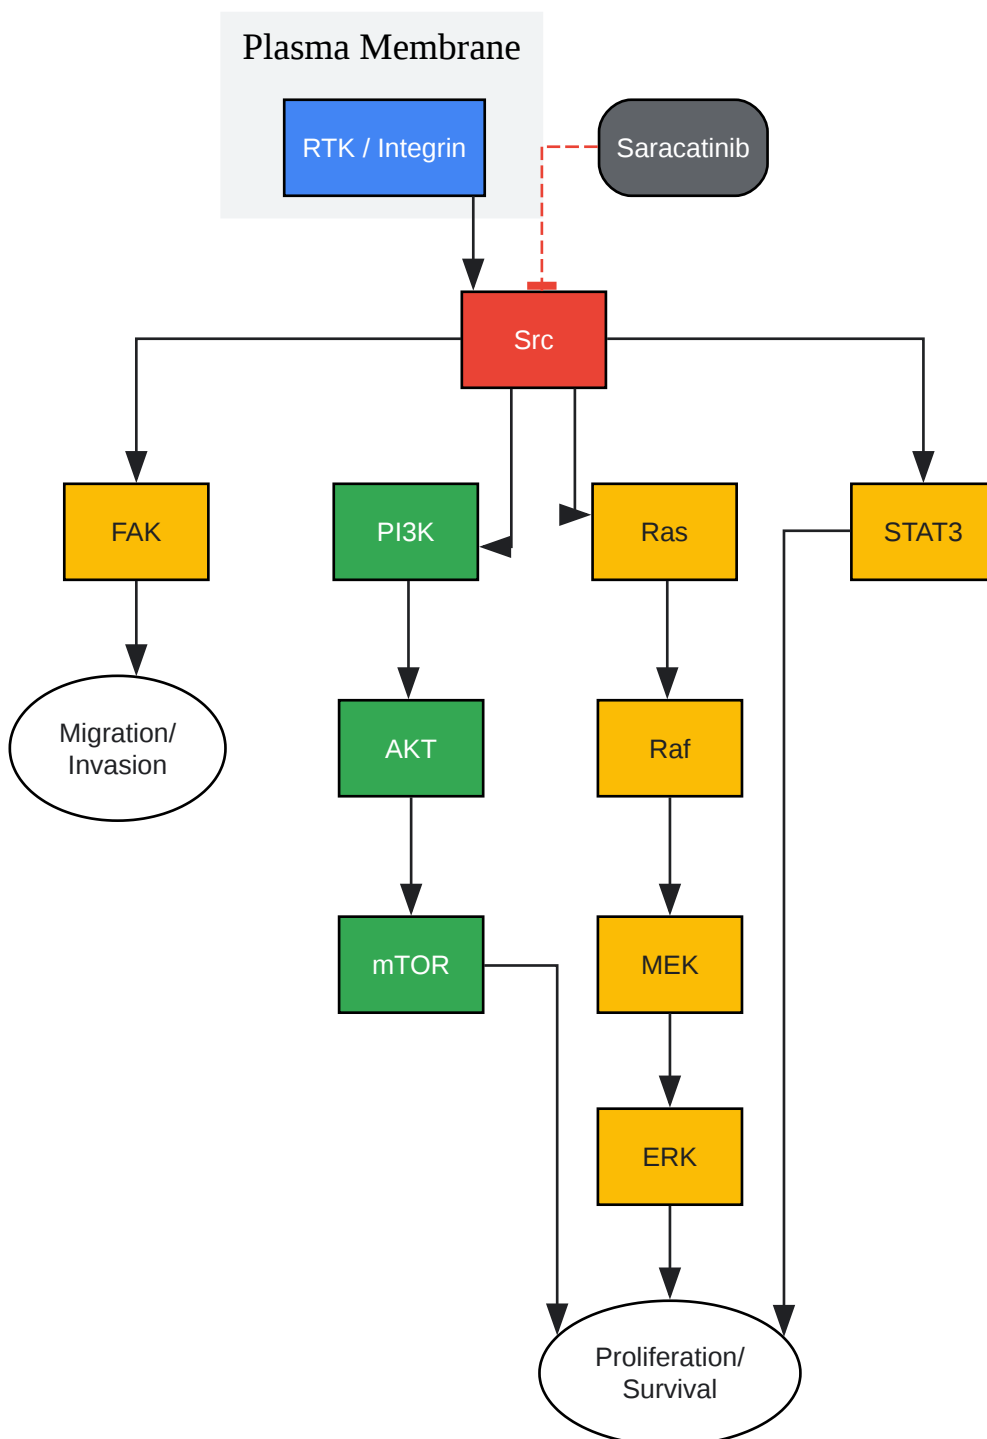 Plasma Membrane
RTK / Integrin
Saracatinib
Src
FAK
PI3K
Ras
STAT3
Migration/
Invasion
AKT
Raf
mTOR
MEK
ERK
Proliferation/
Survival